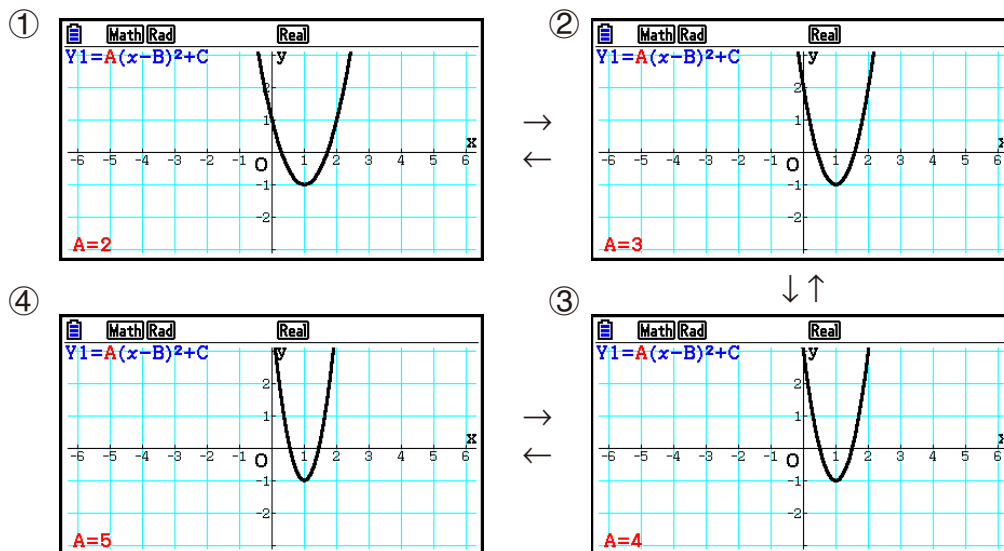 ①
Math Rad Real
Y1=A(x−B)²+C
y
2
1
x
-6 -5 -4 -3 -2 -1 O 1 2 3 4 5 6
-1
-2
A=2
→
←
②
Math Rad Real
Y1=A(x−B)²+C
y
2
1
x
-6 -5 -4 -3 -2 -1 O 1 2 3 4 5 6
-1
-2
A=3
↓↑
④
Math Rad Real
Y1=A(x−B)²+C
y
2
1
x
-6 -5 -4 -3 -2 -1 O 1 2 3 4 5 6
-1
-2
A=5
→
←
③
Math Rad Real
Y1=A(x−B)²+C
y
2
1
x
-6 -5 -4 -3 -2 -1 O 1 2 3 4 5 6
-1
-2
A=4